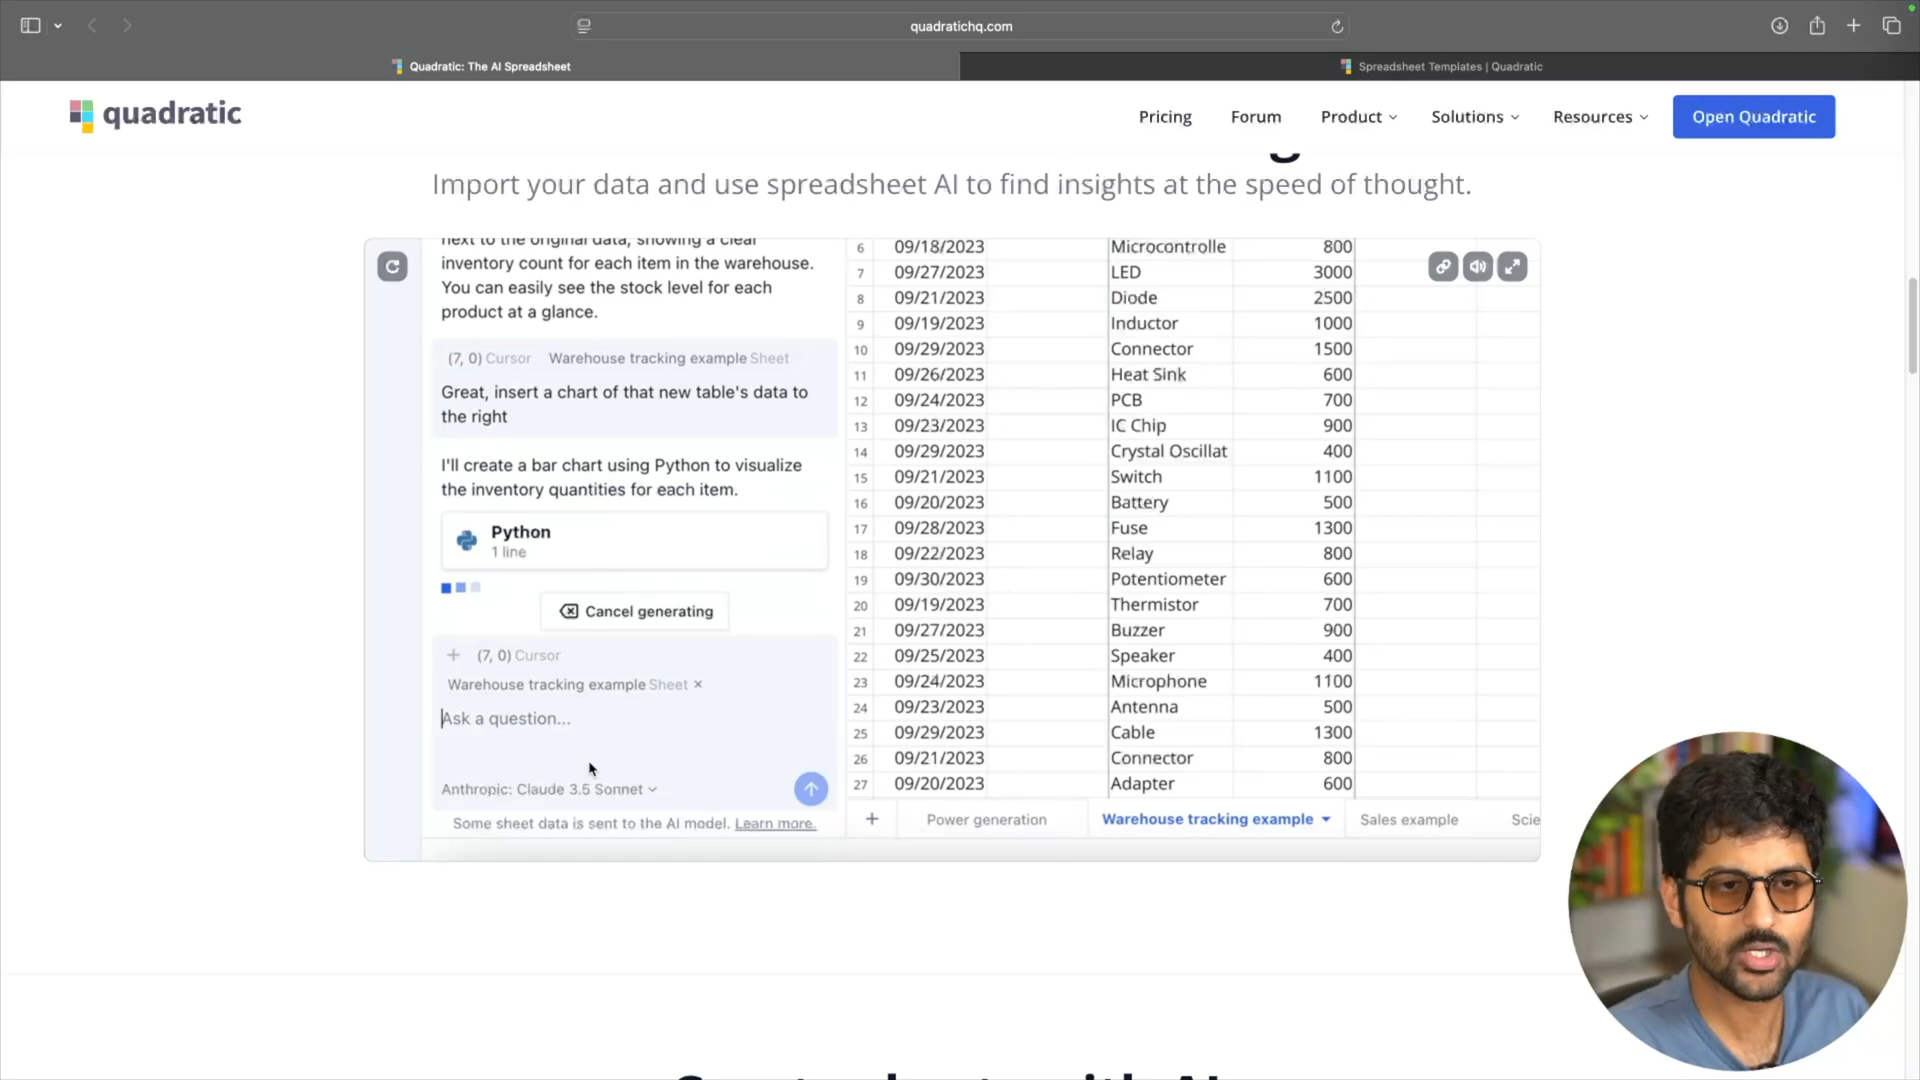 quadratichq.com
Quadratic: The AI Spreadsheet
Spreadsheet Templates | Quadratic
quadratic
Pricing
Forum
Product
Solutions
Resources
Open Quadratic
Import your data and use spreadsheet AI to find insights at the speed of thought.
next to the original data, showing a clear
inventory count for each item in the warehouse.
You can easily see the stock level for each
product at a glance.
(7, 0) Cursor Warehouse tracking example Sheet
Great, insert a chart of that new table's data to
the right
I'll create a bar chart using Python to visualize
the inventory quantities for each item.
Python
1 line
Cancel generating
(7, 0) Cursor
Warehouse tracking example Sheet ×
Ask a question...
Anthropic: Claude 3.5 Sonnet
Some sheet data is sent to the AI model. Learn more.
6 09/18/2023 Microcontrolle 800
7 09/27/2023 LED 3000
8 09/21/2023 Diode 2500
9 09/19/2023 Inductor 1000
10 09/29/2023 Connector 1500
11 09/26/2023 Heat Sink 600
12 09/24/2023 PCB 700
13 09/23/2023 IC Chip 900
14 09/29/2023 Crystal Oscillat 400
15 09/21/2023 Switch 1100
16 09/20/2023 Battery 500
17 09/28/2023 Fuse 1300
18 09/22/2023 Relay 800
19 09/30/2023 Potentiometer 600
20 09/19/2023 Thermistor 700
21 09/27/2023 Buzzer 900
22 09/25/2023 Speaker 400
23 09/24/2023 Microphone 1100
24 09/23/2023 Antenna 500
25 09/29/2023 Cable 1300
26 09/21/2023 Connector 800
27 09/20/2023 Adapter 600
+ Power generation Warehouse tracking example Sales example Scie